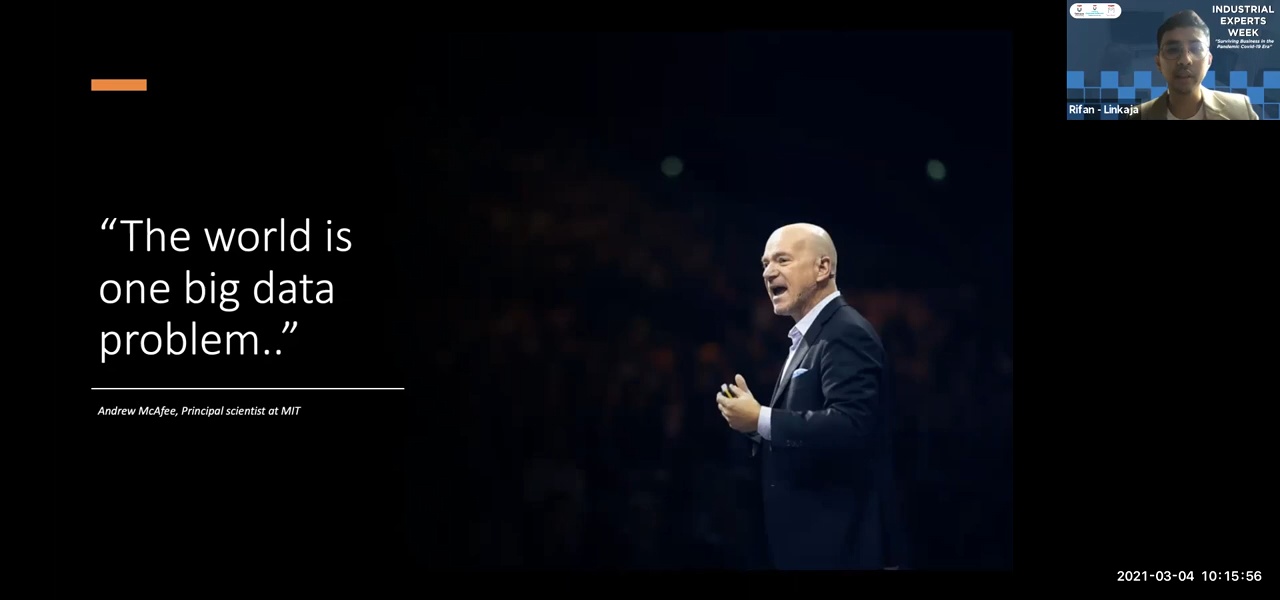 “The world is
one big data
problem..”
Andrew McAfee, Principal scientist at MIT
INDUSTRIAL
EXPERTS
WEEK
"Surviving Business in the
Pandemic Covid-19 Era"
Rifan - Linkaja
2021-03-04 10:15:56